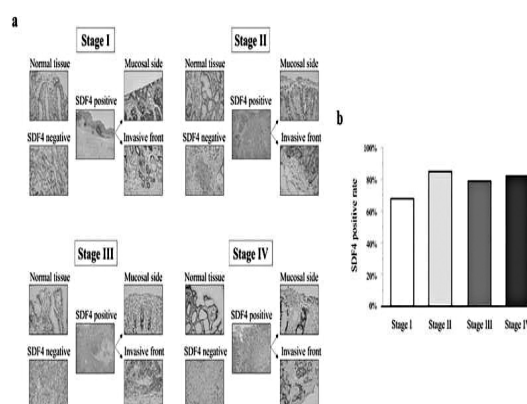 a
Stage I
Normal tissue
Mucosal side
SDF4 positive
SDF4 negative
Invasive front
Stage II
Normal tissue
Mucosal side
SDF4 positive
SDF4 negative
Invasive front
Stage III
Normal tissue
Mucosal side
SDF4 positive
SDF4 negative
Invasive front
Stage IV
Normal tissue
Mucosal side
SDF4 positive
SDF4 negative
Invasive front
b
SDF4 positive rate
100%
80%
60%
40%
20%
0%
Stage I Stage II Stage III Stage IV